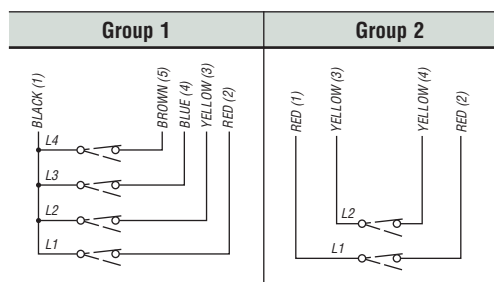 Group 1
BLACK (1)
BROWN (5)
BLUE (4)
YELLOW (3)
RED (2)
L4
L3
L2
L1
Group 2
RED (1)
YELLOW (3)
YELLOW (4)
RED (2)
L2
L1